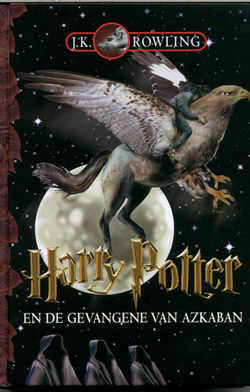 J.K. ROWLING
Harry Potter
EN DE GEVANGENE VAN AZKABAN